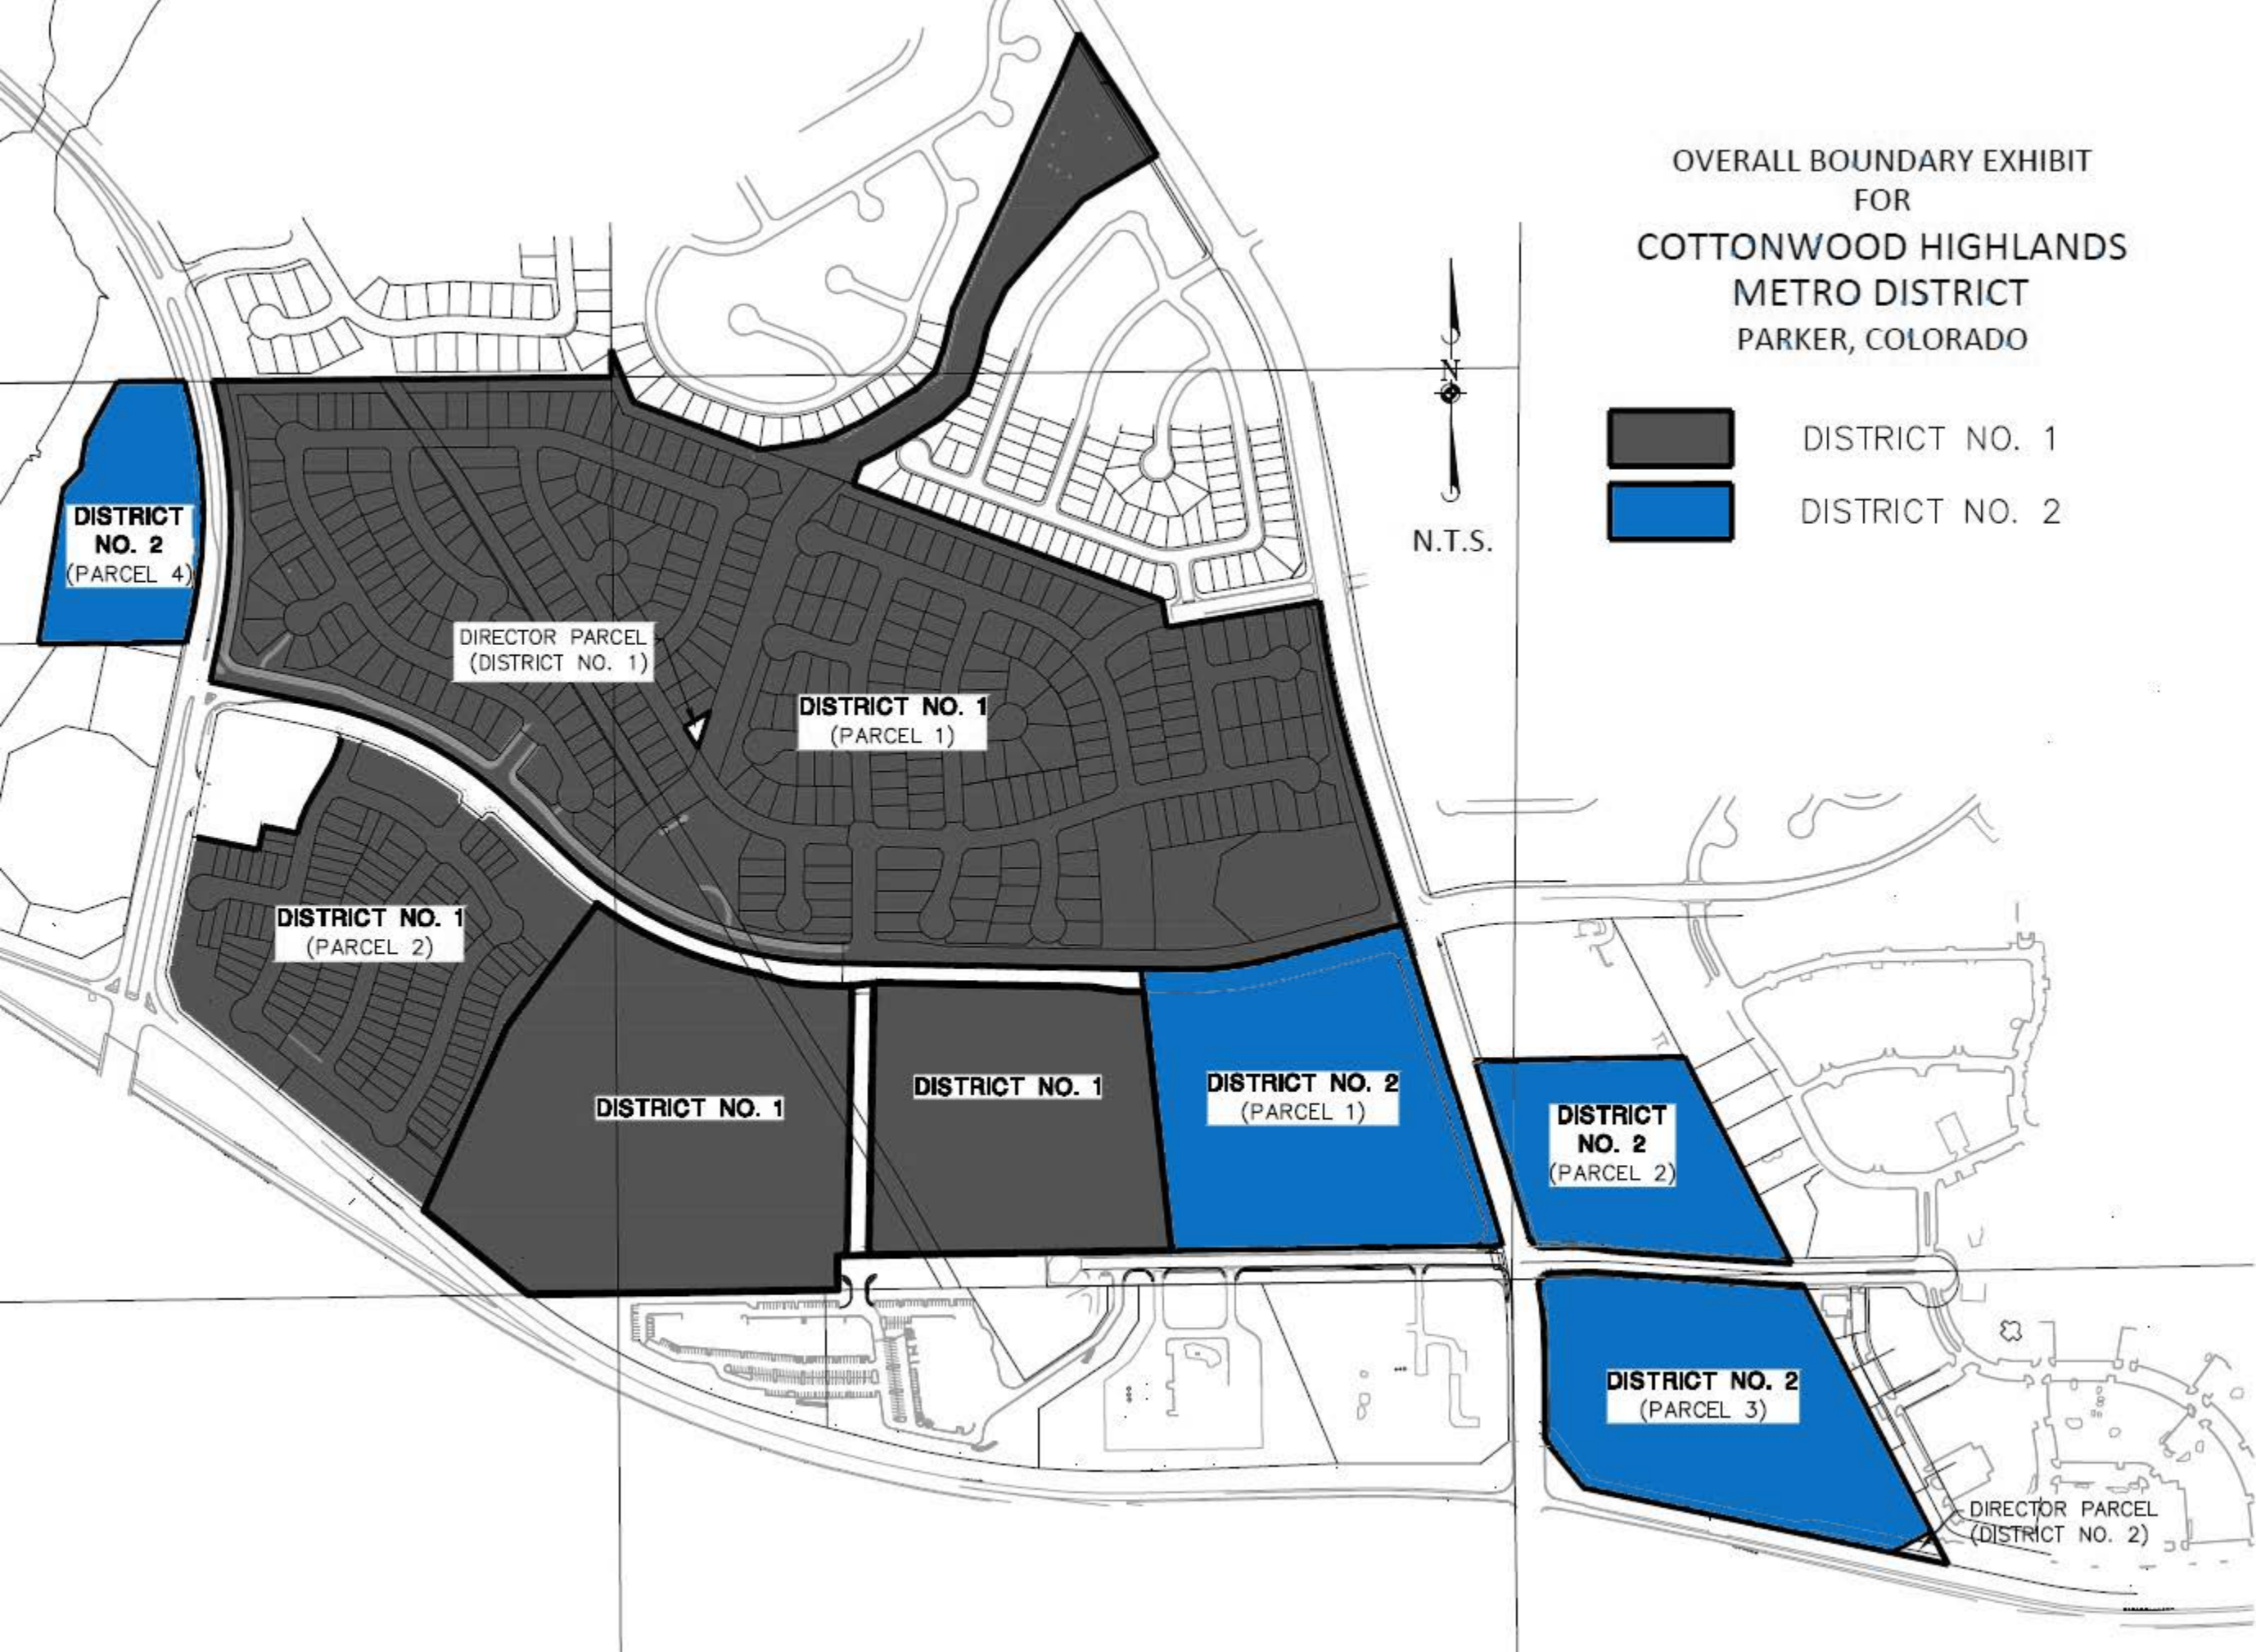 OVERALL BOUNDARY EXHIBIT
FOR
COTTONWOOD HIGHLANDS
METRO DISTRICT
PARKER, COLORADO
N
N.T.S.
DISTRICT NO. 1
DISTRICT NO. 2
DISTRICT
NO. 2
(PARCEL 4)
DIRECTOR PARCEL
(DISTRICT NO. 1)
DISTRICT NO. 1
(PARCEL 1)
DISTRICT NO. 1
(PARCEL 2)
DISTRICT NO. 1
DISTRICT NO. 1
DISTRICT NO. 2
(PARCEL 1)
DISTRICT
NO. 2
(PARCEL 2)
DISTRICT NO. 2
(PARCEL 3)
DIRECTOR PARCEL
(DISTRICT NO. 2)